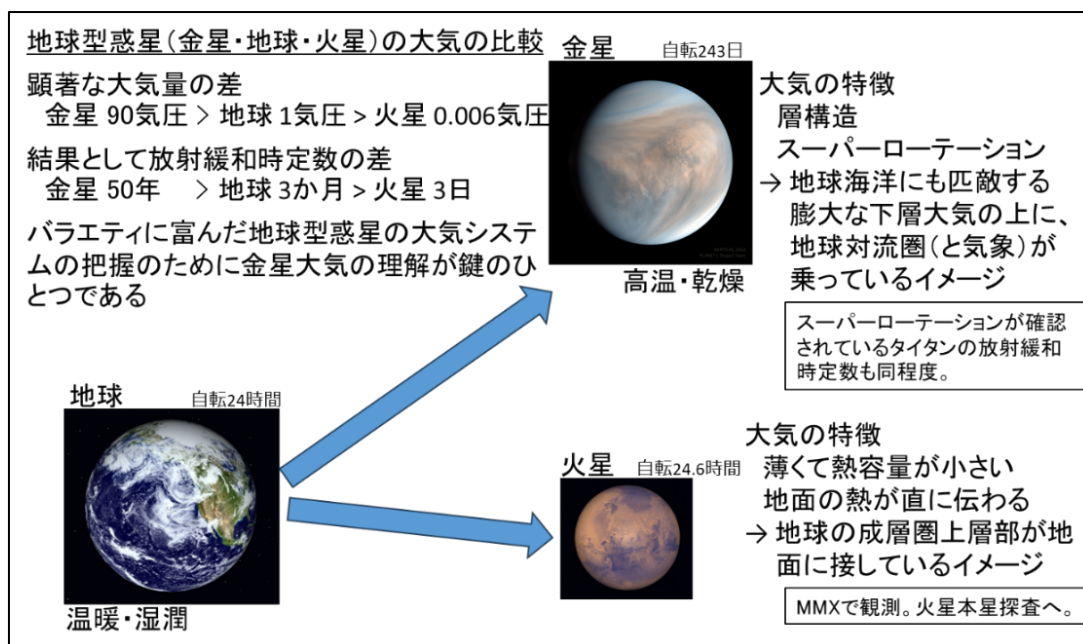 地球型惑星(金星・地球・火星)の大気の比較
顕著な大気量の差
金星 90気圧 > 地球 1気圧 > 火星 0.006気圧
結果として放射緩和時定数の差
金星 50年 > 地球 3か月 > 火星 3日
バラエティに富んだ地球型惑星の大気システ
ムの把握のために金星大気の理解が鍵のひ
とつである
金星 自転243日
高温・乾燥
大気の特徴
層構造
スーパーローテーション
→ 地球海洋にも匹敵する
膨大な下層大気の上に、
地球対流圏(と気象)が
乗っているイメージ
スーパーローテーションが確認
されているタイタンの放射緩和
時定数も同程度。
地球 自転24時間
温暖・湿潤
火星 自転24.6時間
大気の特徴
薄くて熱容量が小さい
地面の熱が直に伝わる
→ 地球の成層圏上層部が地
面に接しているイメージ
MMXで観測。火星本星探査へ。